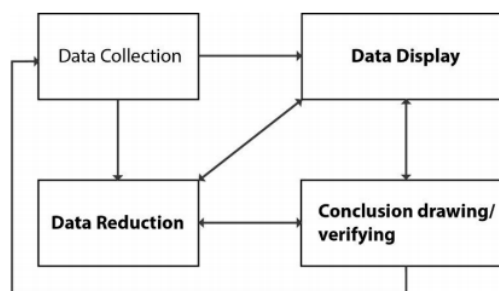 Data Collection
Data Display
Data Reduction
Conclusion drawing/
verifying